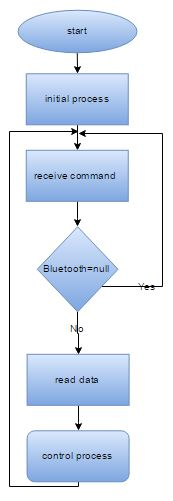 start
initial process
receive command
Bluetooth=null
Yes
No
read data
control process